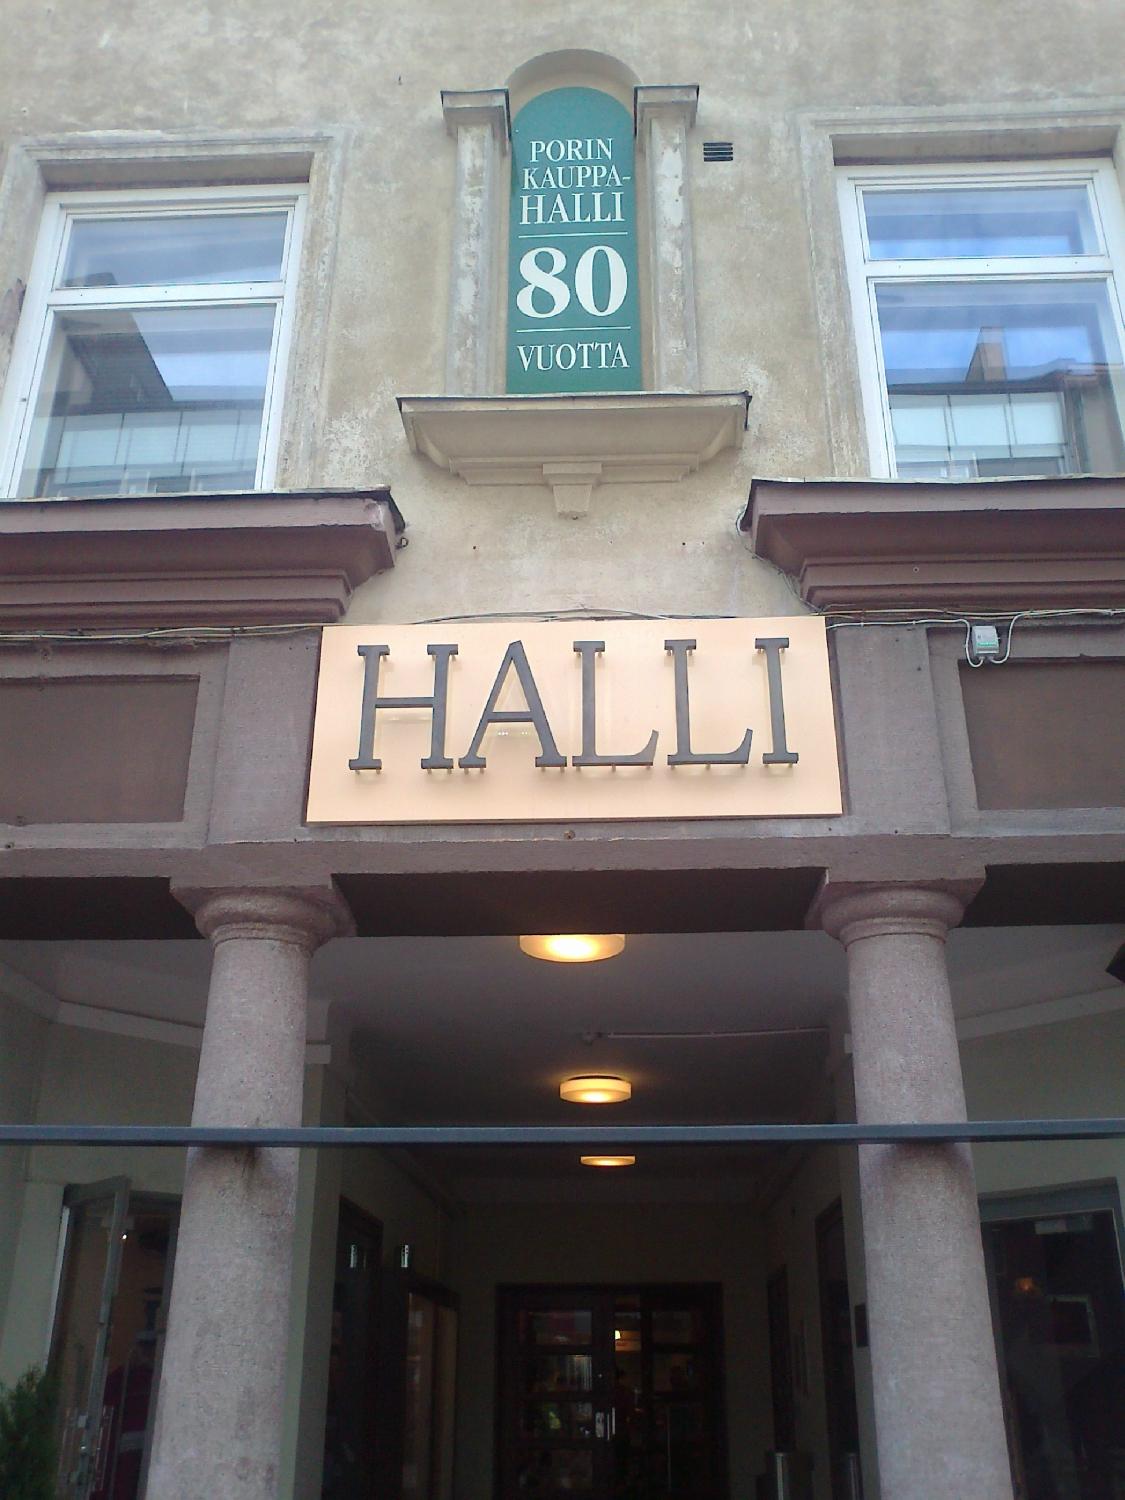 PORIN
KAUPPA-
HALLI
80
VUOTTA
HALLI